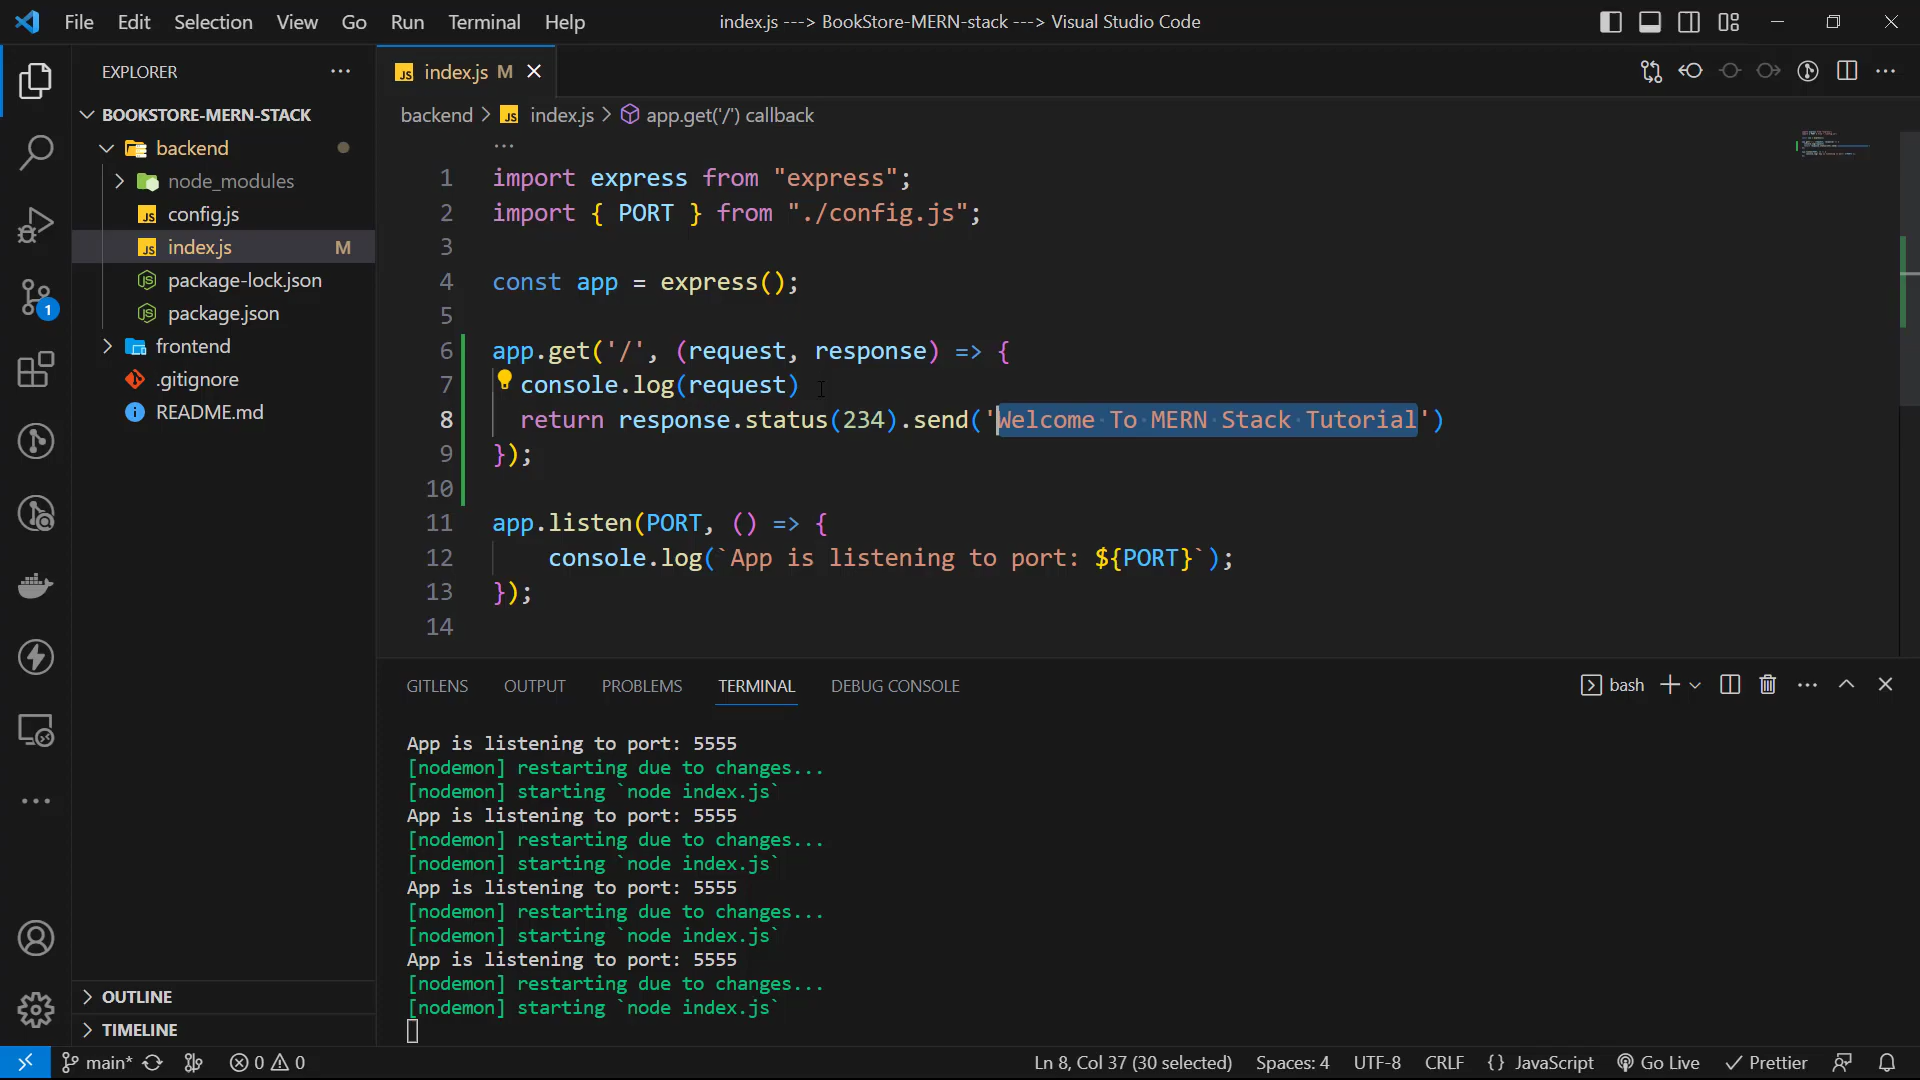 File Edit Selection View Go Run Terminal Help index.js ---> BookStore-MERN-stack ---> Visual Studio Code
EXPLORER
BOOKSTORE-MERN-STACK
backend
node_modules
config.js
index.js M
package-lock.json
package.json
frontend
.gitignore
README.md
OUTLINE
TIMELINE
1
index.js M
backend > index.js > app.get('/') callback
1 import express from "express";
2 import { PORT } from "./config.js";
3
4 const app = express();
5
6 app.get('/', (request, response) => {
7 console.log(request)
8 return response.status(234).send('Welcome To MERN Stack Tutorial')
9 });
10
11 app.listen(PORT, () => {
12 console.log(`App is listening to port: ${PORT}`);
13 });
14
GITLENS OUTPUT PROBLEMS TERMINAL DEBUG CONSOLE bash
App is listening to port: 5555
[nodemon] restarting due to changes...
[nodemon] starting `node index.js`
App is listening to port: 5555
[nodemon] restarting due to changes...
[nodemon] starting `node index.js`
App is listening to port: 5555
[nodemon] restarting due to changes...
[nodemon] starting `node index.js`
App is listening to port: 5555
[nodemon] restarting due to changes...
[nodemon] starting `node index.js`
main* 0 0 Ln 8, Col 37 (30 selected) Spaces: 4 UTF-8 CRLF {} JavaScript Go Live Prettier